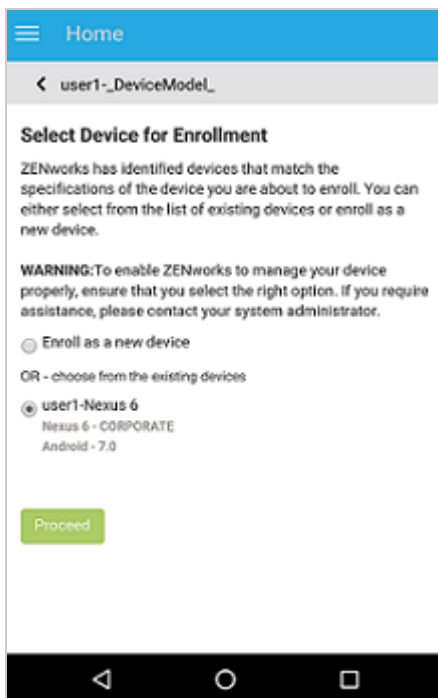 Home
user1-_DeviceModel_
Select Device for Enrollment
ZENworks has identified devices that match the
specifications of the device you are about to enroll. You can
either select from the list of existing devices or enroll as a
new device.
WARNING:To enable ZENworks to manage your device
properly, ensure that you select the right option. If you require
assistance, please contact your system administrator.
Enroll as a new device
OR - choose from the existing devices
user1-Nexus 6
Nexus 6 - CORPORATE
Android - 7.0
Proceed